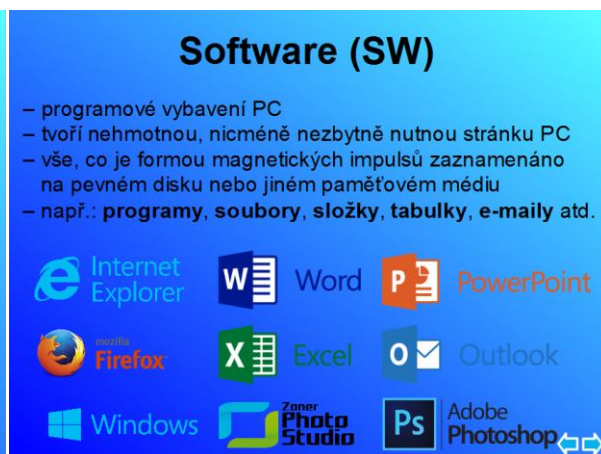 Software (SW)
– programové vybavení PC
– tvoří nehmotnou, nicméně nezbytně nutnou stránku PC
– vše, co je formou magnetických impulsů zaznamenáno
na pevném disku nebo jiném paměťovém médiu
– např.: programy, soubory, složky, tabulky, e-maily atd.
Internet
Explorer
W
Word
P
PowerPoint
mozilla
Firefox
X
Excel
O
Outlook
Windows
Zoner
Photo
Studio
Ps
Adobe
Photoshop